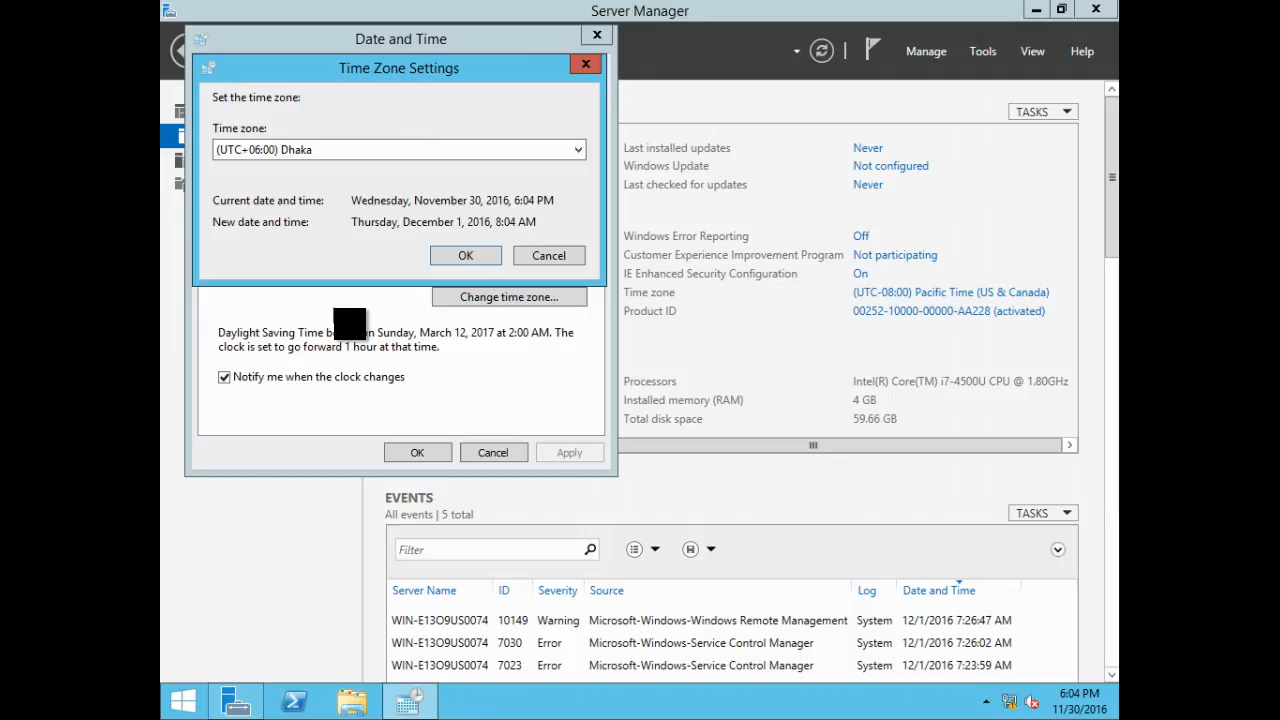 Server Manager
Date and Time
Time Zone Settings
Manage Tools View Help
Set the time zone:
Time zone:
(UTC+06:00) Dhaka
Current date and time: Wednesday, November 30, 2016, 6:04 PM
New date and time: Thursday, December 1, 2016, 8:04 AM
OK Cancel
Change time zone...
Daylight Saving Time on Sunday, March 12, 2017 at 2:00 AM. The
clock is set to go forward 1 hour at that time.
Notify me when the clock changes
OK Cancel Apply
TASKS
Last installed updates Never
Windows Update Not configured
Last checked for updates Never
Windows Error Reporting Off
Customer Experience Improvement Program Not participating
IE Enhanced Security Configuration On
Time zone (UTC-08:00) Pacific Time (US & Canada)
Product ID 00252-10000-00000-AA228 (activated)
Processors Intel(R) Core(TM) i7-4500U CPU @ 1.80GHz
Installed memory (RAM) 4 GB
Total disk space 59.66 GB
EVENTS
All events | 5 total
TASKS
Filter
Server Name ID Severity Source Log Date and Time
WIN-E13O9US0074 10149 Warning Microsoft-Windows-Windows Remote Management System 12/1/2016 7:26:47 AM
WIN-E13O9US0074 7030 Error Microsoft-Windows-Service Control Manager System 12/1/2016 7:26:02 AM
WIN-E13O9US0074 7023 Error Microsoft-Windows-Service Control Manager System 12/1/2016 7:23:59 AM
6:04 PM
11/30/2016